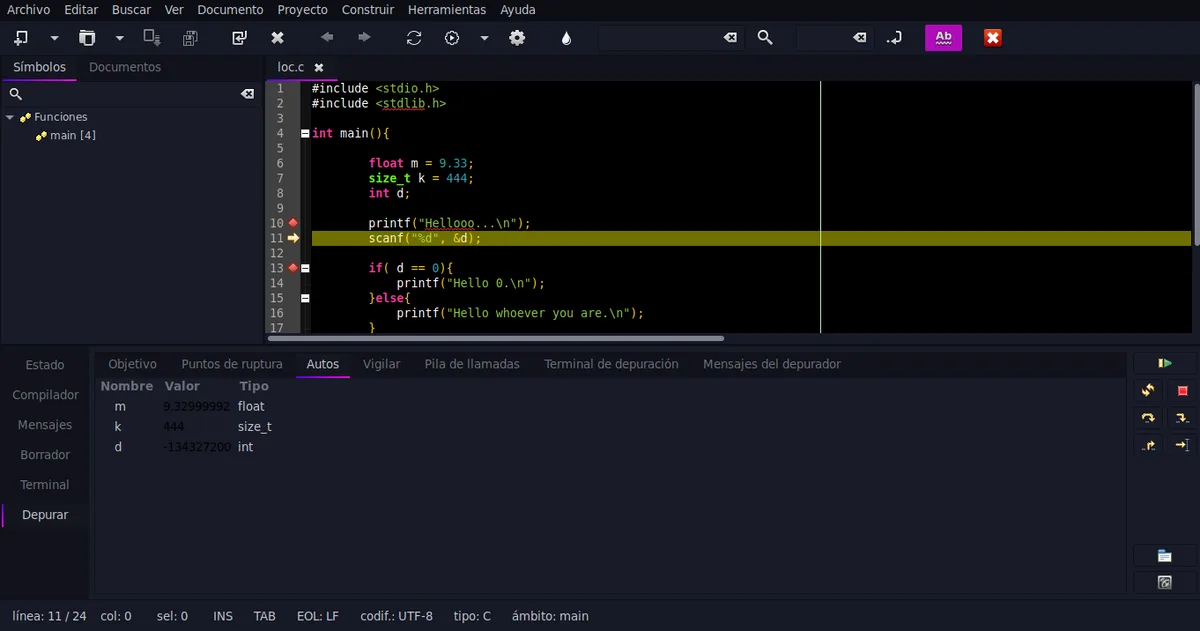 Archivo Editar Buscar Ver Documento Proyecto Construir Herramientas Ayuda
Ab
Símbolos Documentos
loc.c
Funciones
main [4]
1 #include <stdio.h>
2 #include <stdlib.h>
3
4 int main(){
5
6 float m = 9.33;
7 size_t k = 444;
8 int d;
9
10 printf("Hellooo...\n");
11 scanf("%d", &d);
12
13 if( d == 0){
14 printf("Hello 0.\n");
15 }else{
16 printf("Hello whoever you are.\n");
17 }
Estado
Compilador
Mensajes
Borrador
Terminal
Depurar
Objetivo Puntos de ruptura Autos Vigilar Pila de llamadas Terminal de depuración Mensajes del depurador
Nombre Valor Tipo
m 9.32999992 float
k 444 size_t
d -134327200 int
línea: 11 / 24 col: 0 sel: 0 INS TAB EOL: LF codif.: UTF-8 tipo: C ámbito: main